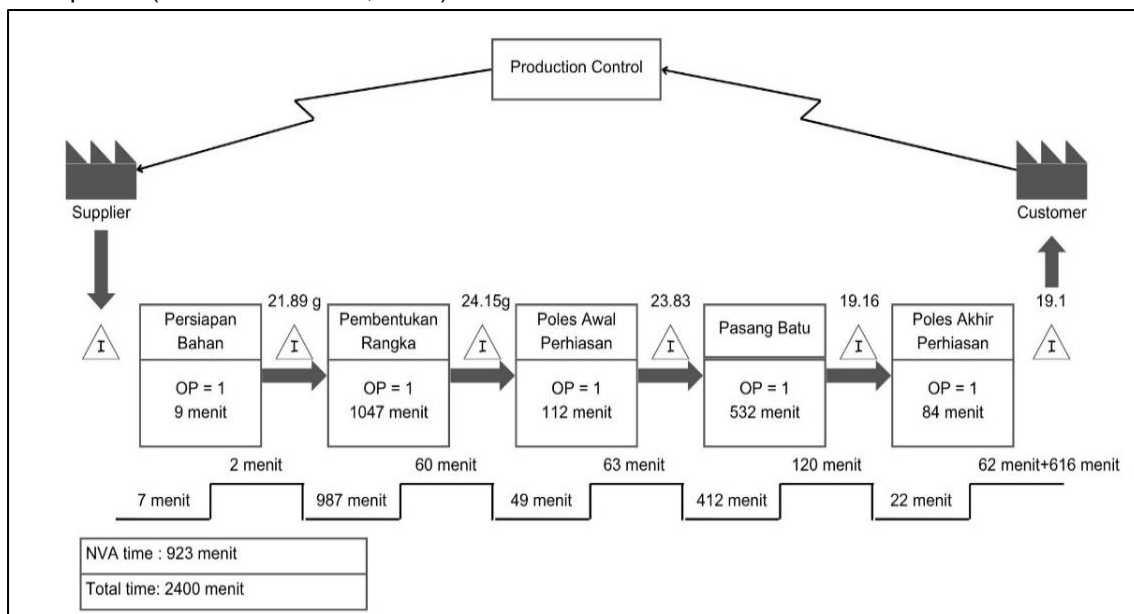 Production Control
Supplier
Customer
21.89 g
24.15g
23.83
19.16
19.1
I
Persiapan
Bahan
OP = 1
9 menit
I
Pembentukan
Rangka
OP = 1
1047 menit
I
Poles Awal
Perhiasan
OP = 1
112 menit
I
Pasang Batu
OP = 1
532 menit
I
Poles Akhir
Perhiasan
OP = 1
84 menit
I
2 menit
60 menit
63 menit
120 menit
62 menit+616 menit
7 menit
987 menit
49 menit
412 menit
22 menit
NVA time : 923 menit
Total time: 2400 menit